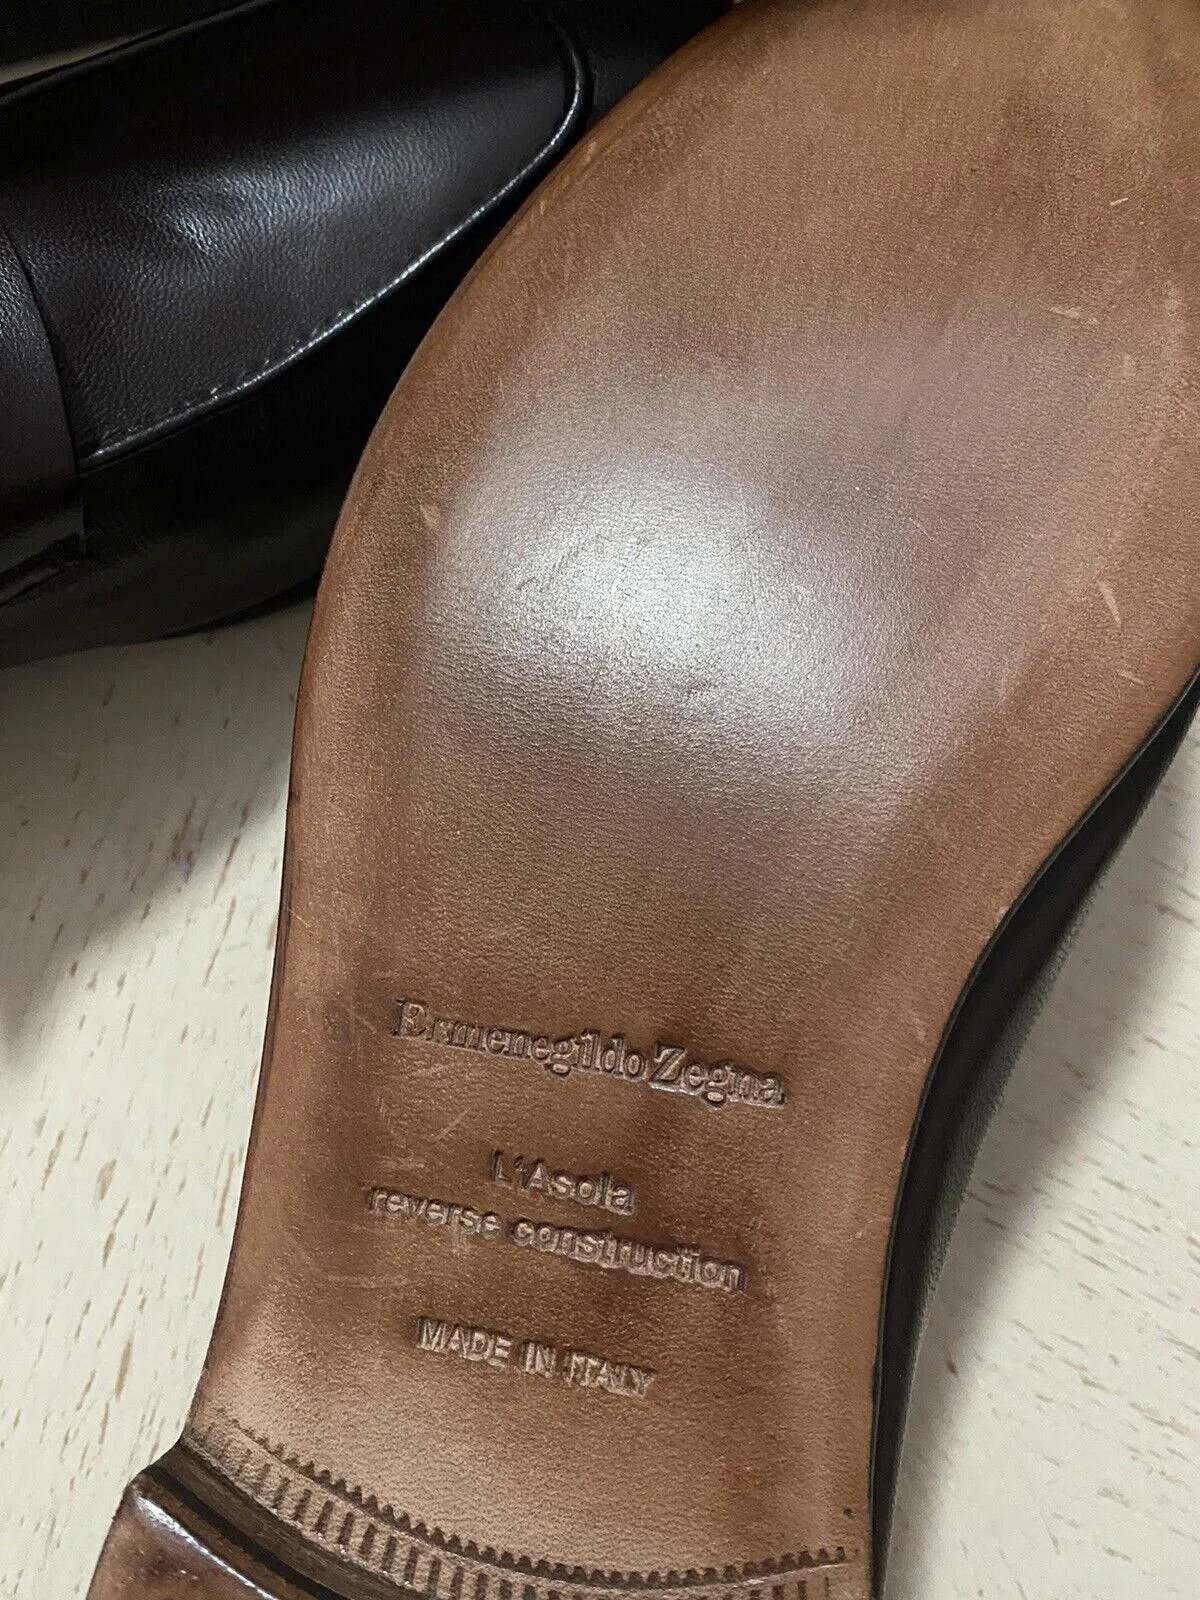 Ermenegildo Zegna
L'Asola
reverse construction
MADE IN ITALY